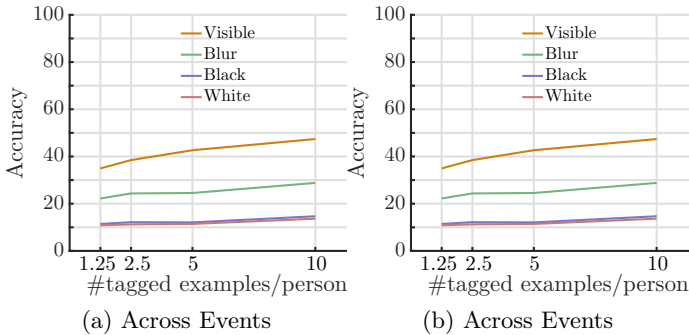 100
80
60
40
20
0
Accuracy
Visible
Blur
Black
White
1.25 2.5 5 10
#tagged examples/person
(a) Across Events
100
80
60
40
20
0
Accuracy
Visible
Blur
Black
White
1.25 2.5 5 10
#tagged examples/person
(b) Across Events